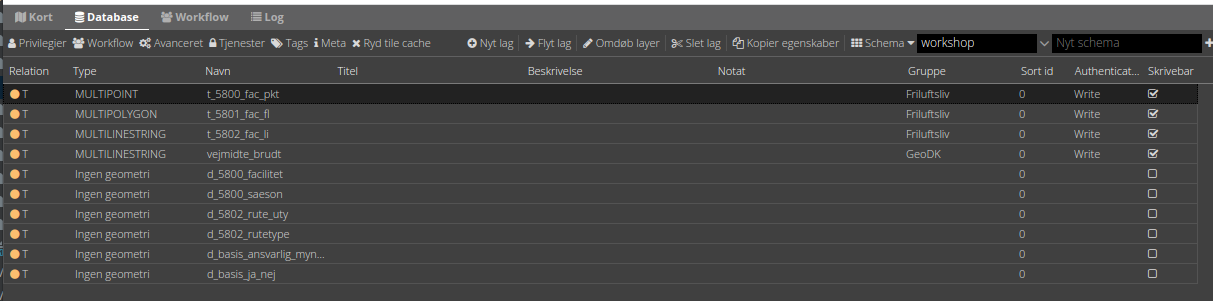 Kort Database Workflow Log
Privilegier Workflow Avanceret Tjenester Tags Meta Ryd tile cache Nyt lag Flyt lag Omdøb layer Slet lag Kopier egenskaber Schema workshop Nyt schema
Relation Type Navn Titel Beskrivelse Notat Gruppe Sort id Authenticat... Skrivebar
T MULTIPOINT t_5800_fac_pkt Friluftsliv 0 Write
T MULTIPOLYGON t_5801_fac_fl Friluftsliv 0 Write
T MULTILINESTRING t_5802_fac_li Friluftsliv 0 Write
T MULTILINESTRING vejmidte_brudt GeoDK 0 Write
T Ingen geometri d_5800_facilitet 0
T Ingen geometri d_5800_saeson 0
T Ingen geometri d_5802_rute_uty 0
T Ingen geometri d_5802_rutetype 0
T Ingen geometri d_basis_ansvarlig_myn... 0
T Ingen geometri d_basis_ja_nej 0